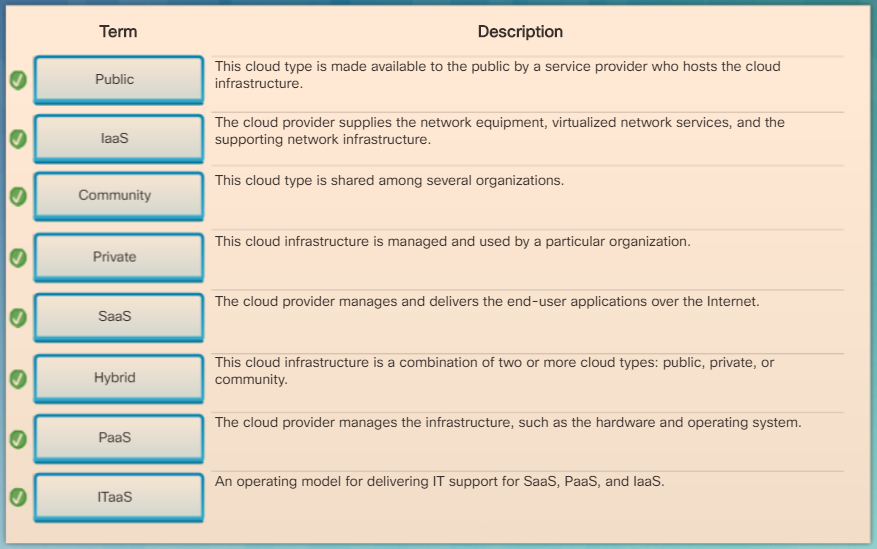 Term Description
Public
This cloud type is made available to the public by a service provider who hosts the cloud
infrastructure.
IaaS
The cloud provider supplies the network equipment, virtualized network services, and the
supporting network infrastructure.
Community
This cloud type is shared among several organizations.
Private
This cloud infrastructure is managed and used by a particular organization.
SaaS
The cloud provider manages and delivers the end-user applications over the Internet.
Hybrid
This cloud infrastructure is a combination of two or more cloud types: public, private, or
community.
PaaS
The cloud provider manages the infrastructure, such as the hardware and operating system.
ITaaS
An operating model for delivering IT support for SaaS, PaaS, and IaaS.